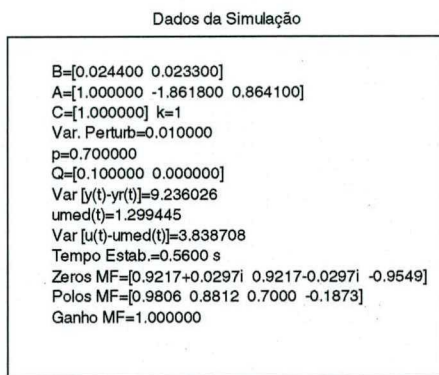 Dados da Simulação
B=[0.024400 0.023300]
A=[1.000000 -1.861800 0.864100]
C=[1.000000] k=1
Var. Perturb=0.010000
p=0.700000
Q=[0.100000 0.000000]
Var [y(t)-yr(t)]=9.236026
umed(t)=1.299445
Var [u(t)-umed(t)]=3.838708
Tempo Estab.=0.5600 s
Zeros MF=[0.9217+0.0297i 0.9217-0.0297i -0.9549]
Polos MF=[0.9806 0.8812 0.7000 -0.1873]
Ganho MF=1.000000